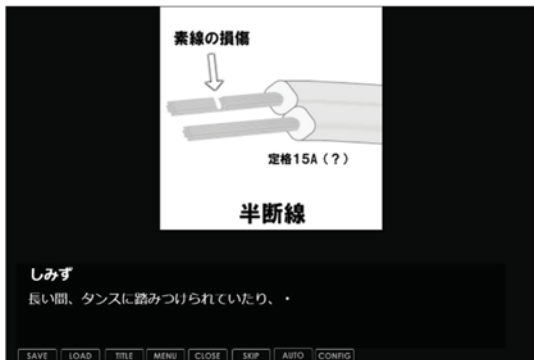 素線の損傷
定格15A（？）
半断線
しみず
長い間、タンスに踏みつけられていたり、・
SAVE LOAD TITLE MENU CLOSE SKIP AUTO CONFIG